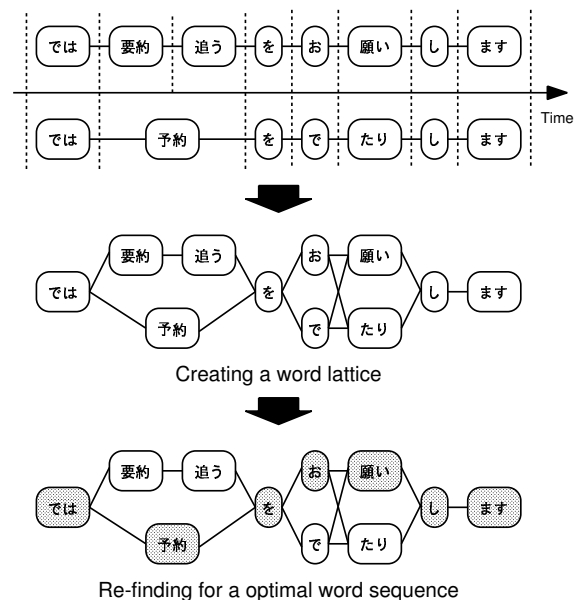 では 要約 追う を お 願い し ます
Time
では 予約 を で たり し ます
要約 追う お 願い
では を し ます
予約 で たり
Creating a word lattice
要約 追う お 願い
では を し ます
予約 で たり
Re-finding for a optimal word sequence